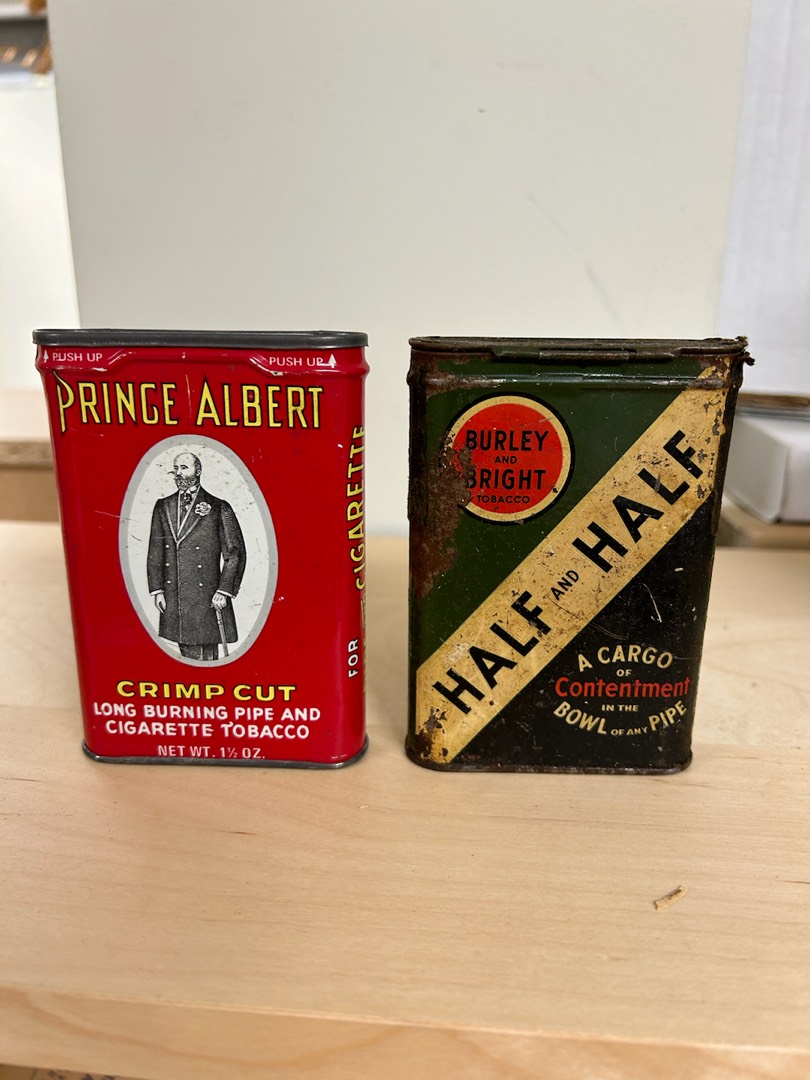 PUSH UP
PUSH UP
PRINCE ALBERT
CRIMP CUT
LONG BURNING PIPE AND
CIGARETTE TOBACCO
NET WT. 1½ OZ.
FOR
CIGARETTE
BURLEY
AND
BRIGHT
TOBACCO
HALF AND HALF
A CARGO
OF
Contentment
IN THE
BOWL OF ANY PIPE